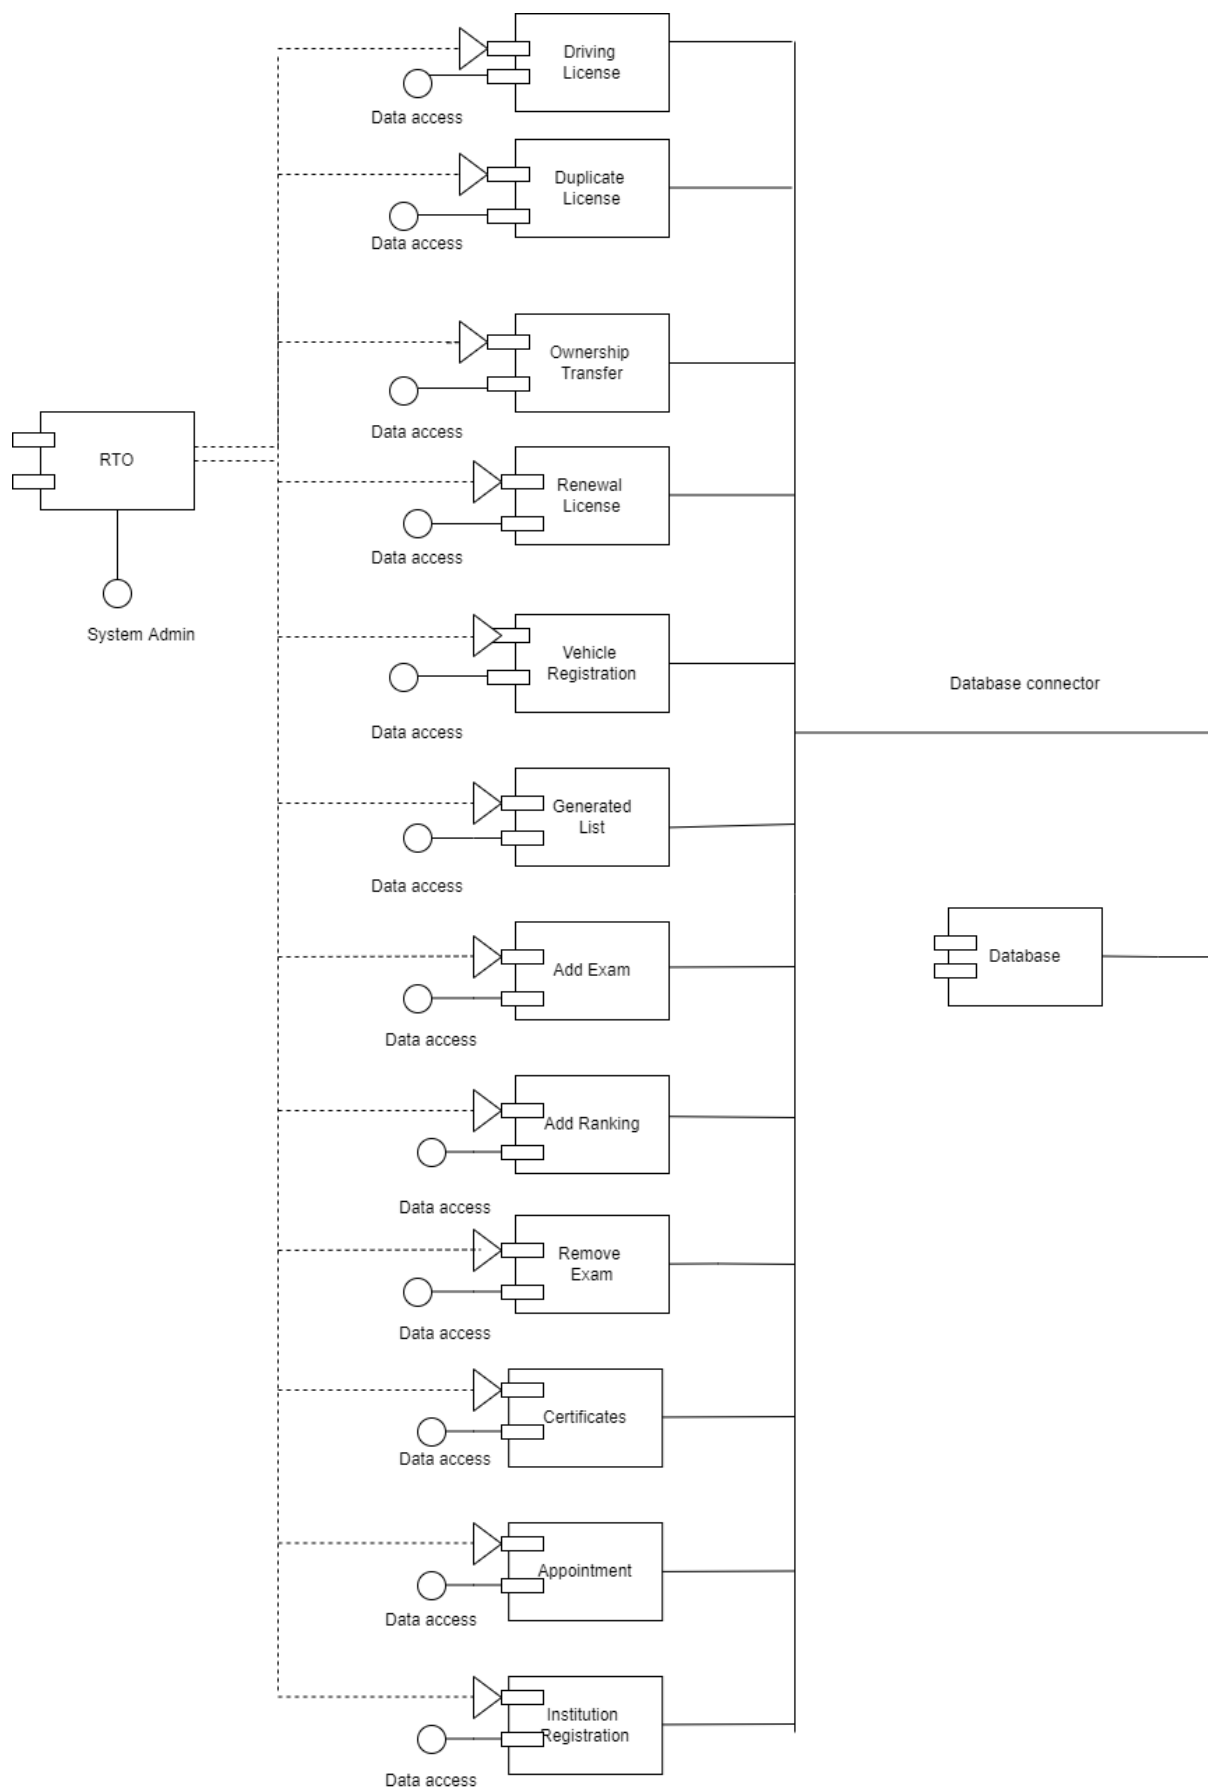 Driving
License
Data access
Duplicate
License
Data access
Ownership
Transfer
Data access
RTO
System Admin
Renewal
License
Data access
Vehicle
Registration
Data access
Database connector
Generated
List
Data access
Add Exam
Database
Data access
Add Ranking
Data access
Remove
Exam
Data access
Certificates
Data access
Appointment
Data access
Institution
Registration
Data access